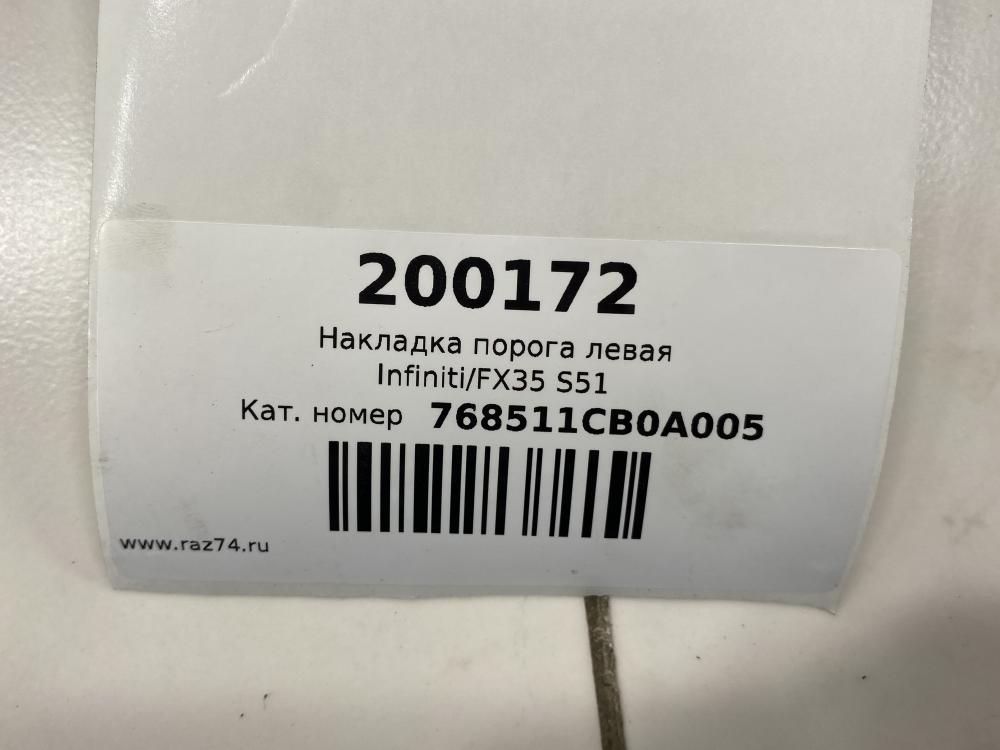 200172
Накладка порога левая
Infiniti/FX35 S51
Кат. номер 768511CB0A005
www.raz74.ru